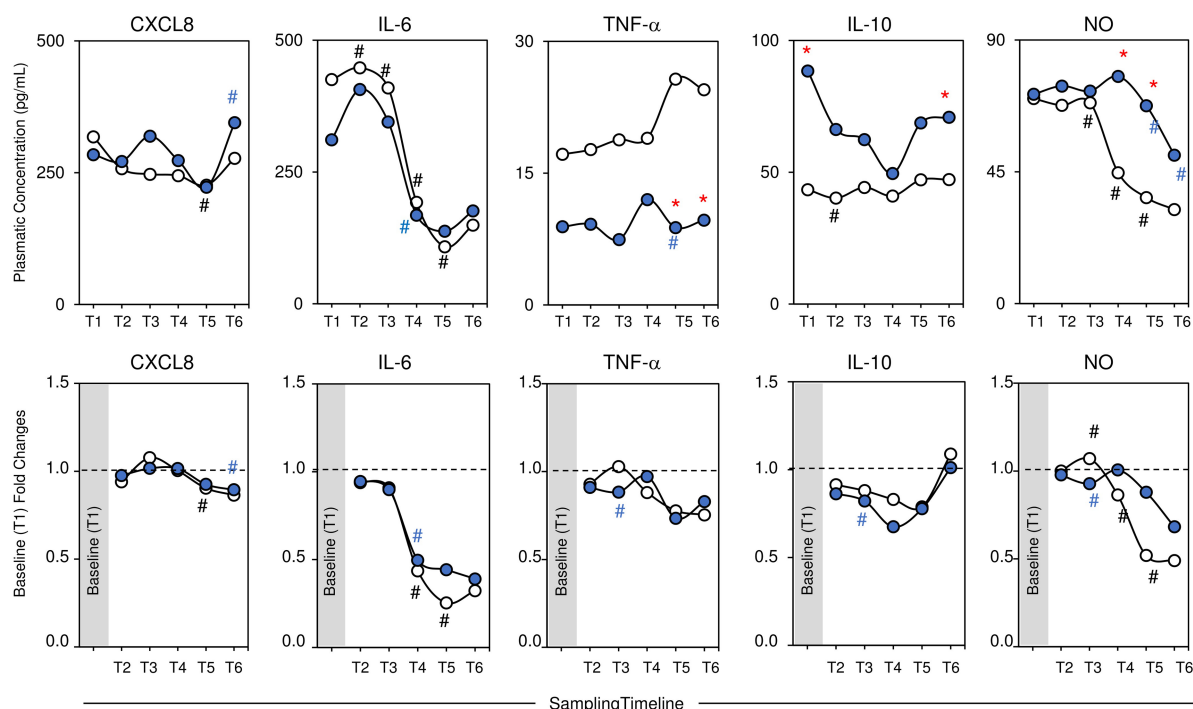 CXCL8 IL-6 TNF-α IL-10 NO
Plasmatic Concentration (pg/mL)
500 500 30 100 90
* * * *
# # # # #
250 250 15 50 45
# # # * * # # # #
# # #
0 0 0 0 0
T1 T2 T3 T4 T5 T6 T1 T2 T3 T4 T5 T6 T1 T2 T3 T4 T5 T6 T1 T2 T3 T4 T5 T6 T1 T2 T3 T4 T5 T6
CXCL8 IL-6 TNF-α IL-10 NO
Baseline (T1) Fold Changes
1.5 1.5 1.5 1.5 1.5
# #
1.0 1.0 1.0 1.0 1.0
# # # # # #
0.5 0.5 0.5 0.5 0.5
# # #
0.0 0.0 0.0 0.0 0.0
Baseline (T1) Baseline (T1) Baseline (T1) Baseline (T1) Baseline (T1)
T2 T3 T4 T5 T6 T2 T3 T4 T5 T6 T2 T3 T4 T5 T6 T2 T3 T4 T5 T6 T2 T3 T4 T5 T6
SamplingTimeline